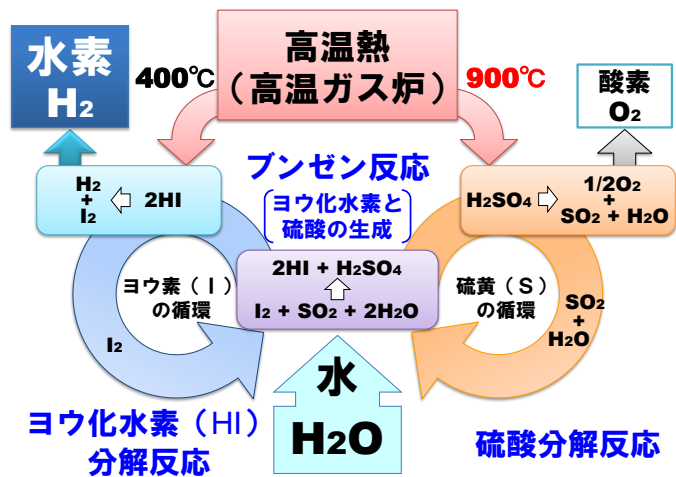 水素
H₂
400℃
高温熱
（高温ガス炉）
900℃
酸素
O₂
H₂
+
I₂
2HI
ブンゼン反応
ヨウ化水素と
硫酸の生成
H₂SO₄
1/2O₂
+
SO₂ + H₂O
2HI + H₂SO₄
I₂ + SO₂ + 2H₂O
ヨウ素（I）
の循環
硫黄（S）
の循環
I₂
SO₂
+
H₂O
水
H₂O
ヨウ化水素（HI）
分解反応
硫酸分解反応